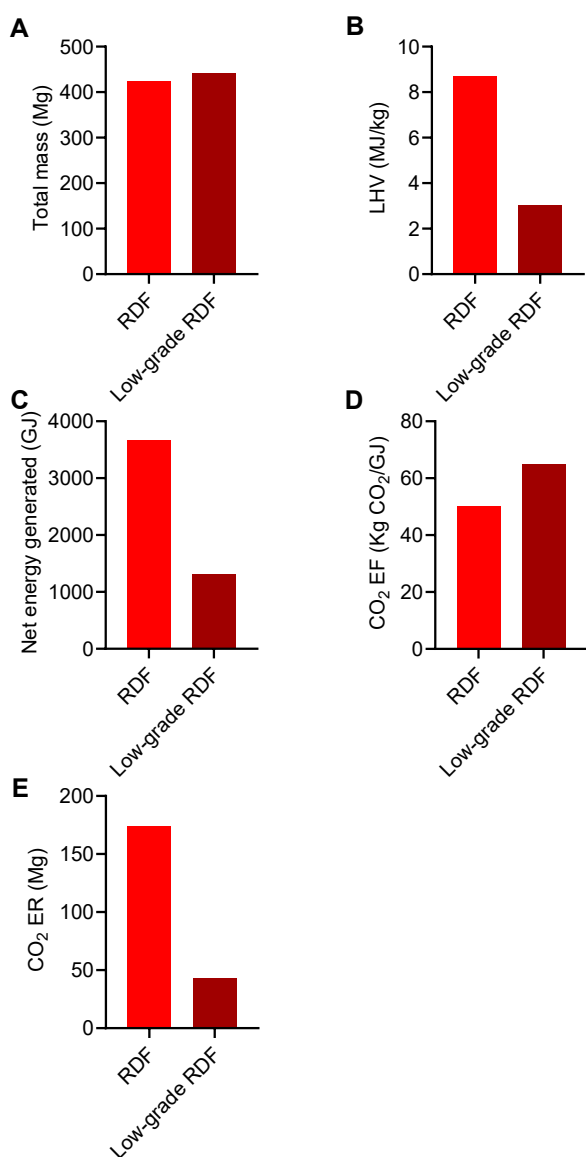 A
Total mass (Mg)
500
400
300
200
100
0
RDF
Low-grade RDF
B
LHV (MJ/kg)
10
8
6
4
2
0
RDF
Low-grade RDF
C
Net energy generated (GJ)
4000
3000
2000
1000
0
RDF
Low-grade RDF
D
CO₂ EF (Kg CO₂/GJ)
80
60
40
20
0
RDF
Low-grade RDF
E
CO₂ ER (Mg)
200
150
100
50
0
RDF
Low-grade RDF